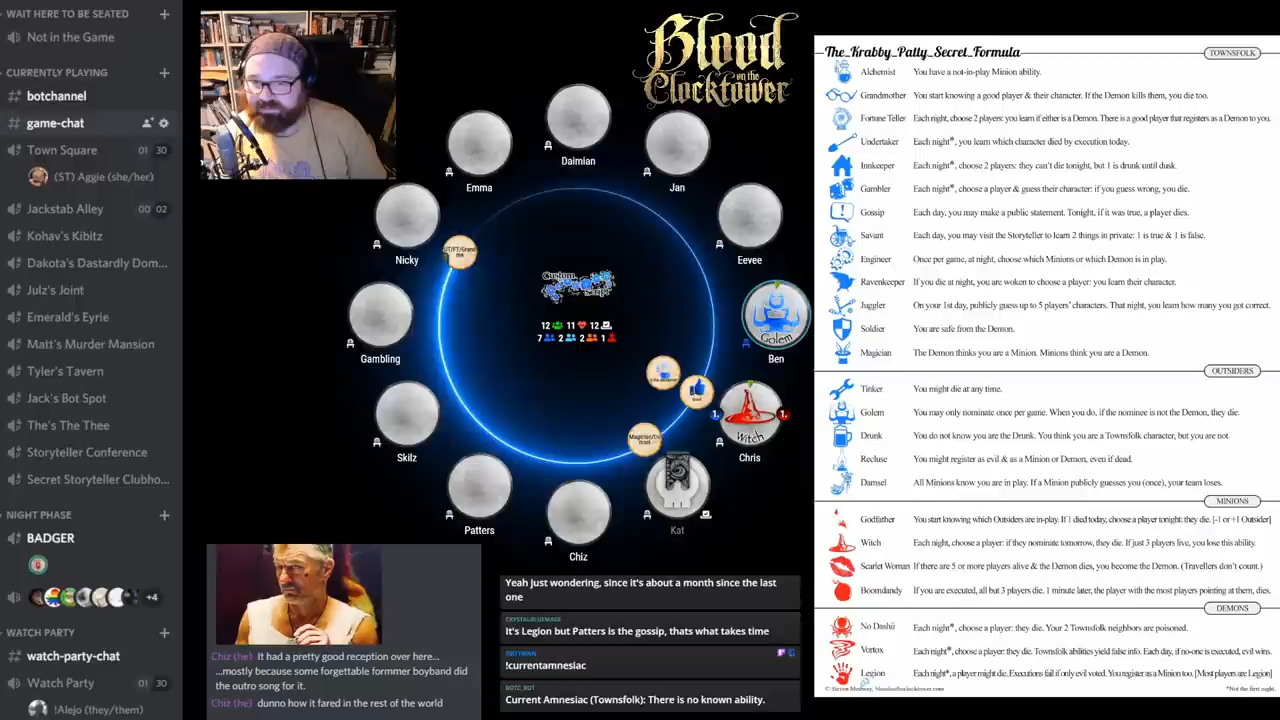 WAIT HERE TO BE SEATED
Not in the Game
CURRENTLY PLAYING
botchannel
game-chat
Town Square
01 30
(ST) Aggie (she/her)
Backstab Alley
00 02
Kohav's Kibitz
Dakota's Dastardly Dom...
Julz's Joint
Emerald's Eyrie
Matt's Murder Mansion
Tyler's Tavern
Jack's Bot Spot
The's The Thee
Storyteller Conference
Secret Storyteller Clubho...
NIGHT PHASE
BADGER
+4
WATCH PARTY
watch-party-chat
Watch Party
01 30
!Alejo (they/them)
Chiz (he) It had a pretty good reception over here...
...mostly because some forgettable formmer boyband did
the outro song for it.
Chiz (he) dunno how it fared in the rest of the world
Blood
on the
Clocktower
Daimian
Emma
Jan
Nicky
Eevee
Gambling
Ben
Golem
Skilz
Chris
Witch
Patters
Kat
Chiz
Custom
Script
12 11 12
7 2 2 1
Good
1.
1.
Yeah just wondering, since it's about a month since the last
one
It's Legion but Patters is the gossip, thats what takes time
!currentamnesiac
BOTC_BOT
Current Amnesiac (Townsfolk): There is no known ability.
The_Krabby_Patty_Secret_Formula
TOWNSFOLK
Alchemist You have a not-in-play Minion ability.
Grandmother You start knowing a good player & their character. If the Demon kills them, you die too.
Fortune Teller Each night, choose 2 players: you learn if either is a Demon. There is a good player that registers as a Demon to you.
Undertaker Each night*, you learn which character died by execution today.
Innkeeper Each night*, choose 2 players: they can't die tonight, but 1 is drunk until dusk.
Gambler Each night*, choose a player & guess their character: if you guess wrong, you die.
Gossip Each day, you may make a public statement. Tonight, if it was true, a player dies.
Savant Each day, you may visit the Storyteller to learn 2 things in private: 1 is true & 1 is false.
Engineer Once per game, at night, choose which Minions or which Demon is in play.
Ravenkeeper If you die at night, you are woken to choose a player: you learn their character.
Juggler On your 1st day, publicly guess up to 5 players' characters. That night, you learn how many you got correct.
Soldier You are safe from the Demon.
Magician The Demon thinks you are a Minion. Minions think you are a Demon.
OUTSIDERS
Tinker You might die at any time.
Golem You may only nominate once per game. When you do, if the nominee is not the Demon, they die.
Drunk You do not know you are the Drunk. You think you are a Townsfolk character, but you are not.
Recluse You might register as evil & as a Minion or Demon, even if dead.
Damsel All Minions know you are in play. If a Minion publicly guesses you (once), your team loses.
MINIONS
Godfather You start knowing which Outsiders are in-play. If 1 died today, choose a player tonight: they die. [-1 or +1 Outsider]
Witch Each night, choose a player: if they nominate tomorrow, they die. If just 3 players live, you lose this ability.
Scarlet Woman If there are 5 or more players alive & the Demon dies, you become the Demon. (Travellers don't count.)
Boomdandy If you are executed, all but 3 players die. 1 minute later, the player with the most players pointing at them, dies.
DEMONS
No Dashii Each night*, choose a player: they die. Your 2 Townsfolk neighbors are poisoned.
Vortox Each night*, choose a player: they die. Townsfolk abilities yield false info. Each day, if no-one is executed, evil wins.
Legion Each night*, a player might die. Executions fail if only evil voted. You register as a Minion too. [Most players are Legion]
© Steven Medway, bloodontheclocktower.com
*Not the first night.